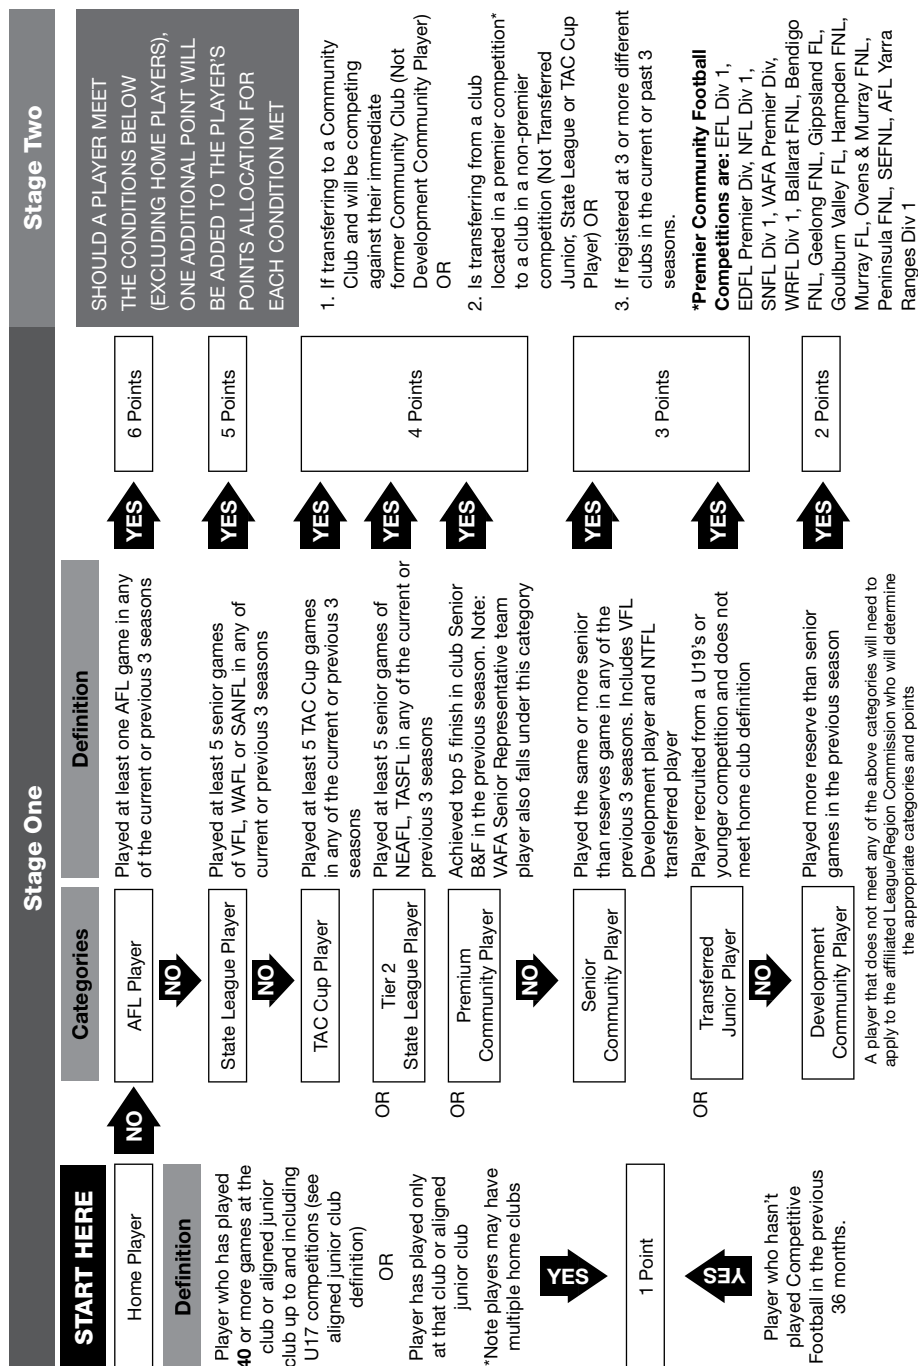 Stage One
START HERE
Home Player
Definition
Player who has played
40 or more games at the
club or aligned junior
club up to and including
U17 competitions (see
aligned junior club
definition)
OR
Player has played only
at that club or aligned
junior club
*Note players may have
multiple home clubs
YES
1 Point
YES
Player who hasn't
played Competitive
Football in the previous
36 months.
NO
Categories
Definition
AFL Player
Played at least one AFL game in any
of the current or previous 3 seasons
YES
6 Points
NO
State League Player
Played at least 5 senior games
of VFL, WAFL or SANFL in any of
current or previous 3 seasons
YES
5 Points
NO
TAC Cup Player
Played at least 5 TAC Cup games
in any of the current or previous 3
seasons
YES
OR
Tier 2
State League Player
Played at least 5 senior games of
NEAFL, TASFL in any of the current or
previous 3 seasons
YES
4 Points
OR
Premium
Community Player
Achieved top 5 finish in club Senior
B&F in the previous season. Note:
VAFA Senior Representative team
player also falls under this category
YES
NO
Senior
Community Player
Played the same or more senior
than reserves game in any of the
previous 3 seasons. Includes VFL
Development player and NTFL
transferred player
YES
3 Points
OR
Transferred
Junior Player
Player recruited from a U19's or
younger competition and does not
meet home club definition
YES
NO
Development
Community Player
Played more reserve than senior
games in the previous season
YES
2 Points
A player that does not meet any of the above categories will need to
apply to the affiliated League/Region Commission who will determine
the appropriate categories and points
Stage Two
SHOULD A PLAYER MEET
THE CONDITIONS BELOW
(EXCLUDING HOME PLAYERS),
ONE ADDITIONAL POINT WILL
BE ADDED TO THE PLAYER'S
POINTS ALLOCATION FOR
EACH CONDITION MET
1. If transferring to a Community
Club and will be competing
against their immediate
former Community Club (Not
Development Community Player)
OR
2. Is transferring from a club
located in a premier competition*
to a club in a non-premier
competition (Not Transferred
Junior, State League or TAC Cup
Player) OR
3. If registered at 3 or more different
clubs in the current or past 3
seasons.
*Premier Community Football
Competitions are: EFL Div 1,
EDFL Premier Div, NFL Div 1,
SNFL Div 1, VAFA Premier Div,
WRFL Div 1, Ballarat FNL, Bendigo
FNL, Geelong FNL, Gippsland FL,
Goulburn Valley FL, Hampden FNL,
Murray FL, Ovens & Murray FNL,
Peninsula FNL, SEFNL, AFL Yarra
Ranges Div 1